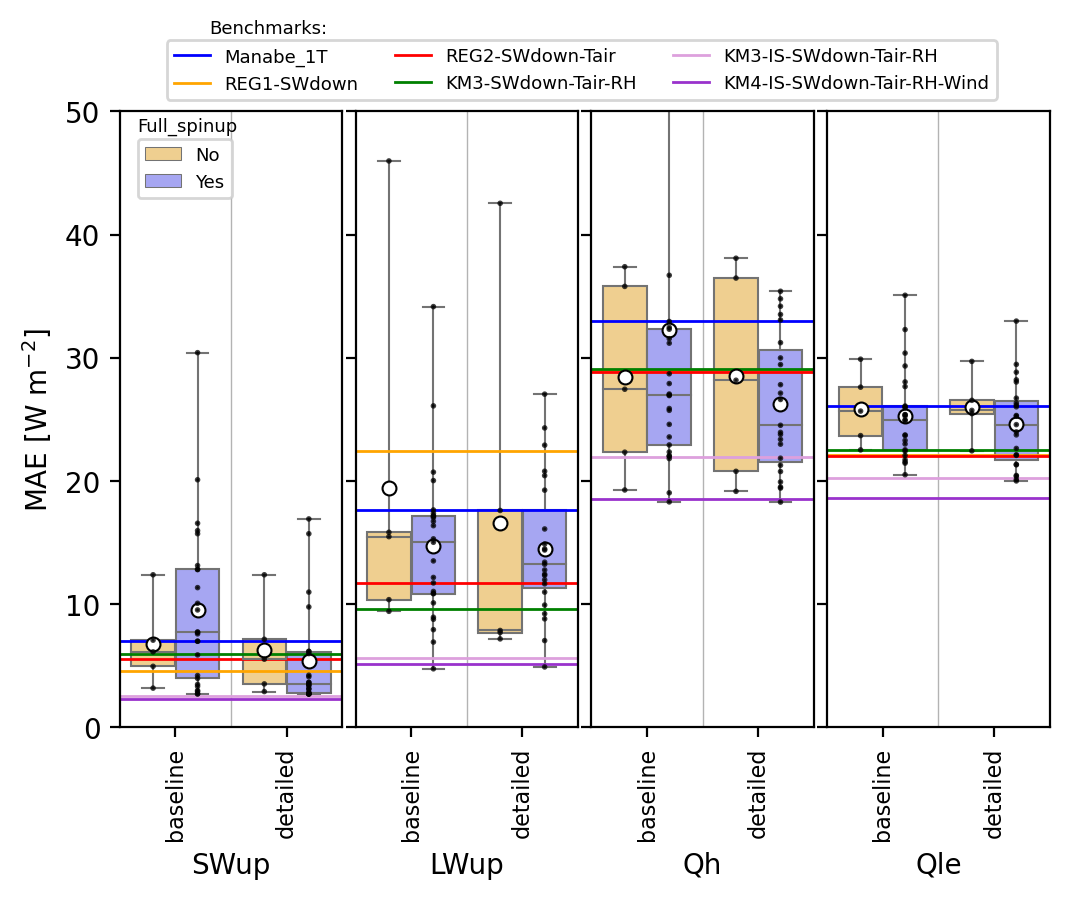 Benchmarks:
Manabe_1T
REG1-SWdown
REG2-SWdown-Tair
KM3-SWdown-Tair-RH
KM3-IS-SWdown-Tair-RH
KM4-IS-SWdown-Tair-RH-Wind
Full_spinup
No
Yes
50
40
30
20
10
0
MAE [W m⁻²]
baseline
detailed
baseline
detailed
baseline
detailed
baseline
detailed
SWup
LWup
Qh
Qle